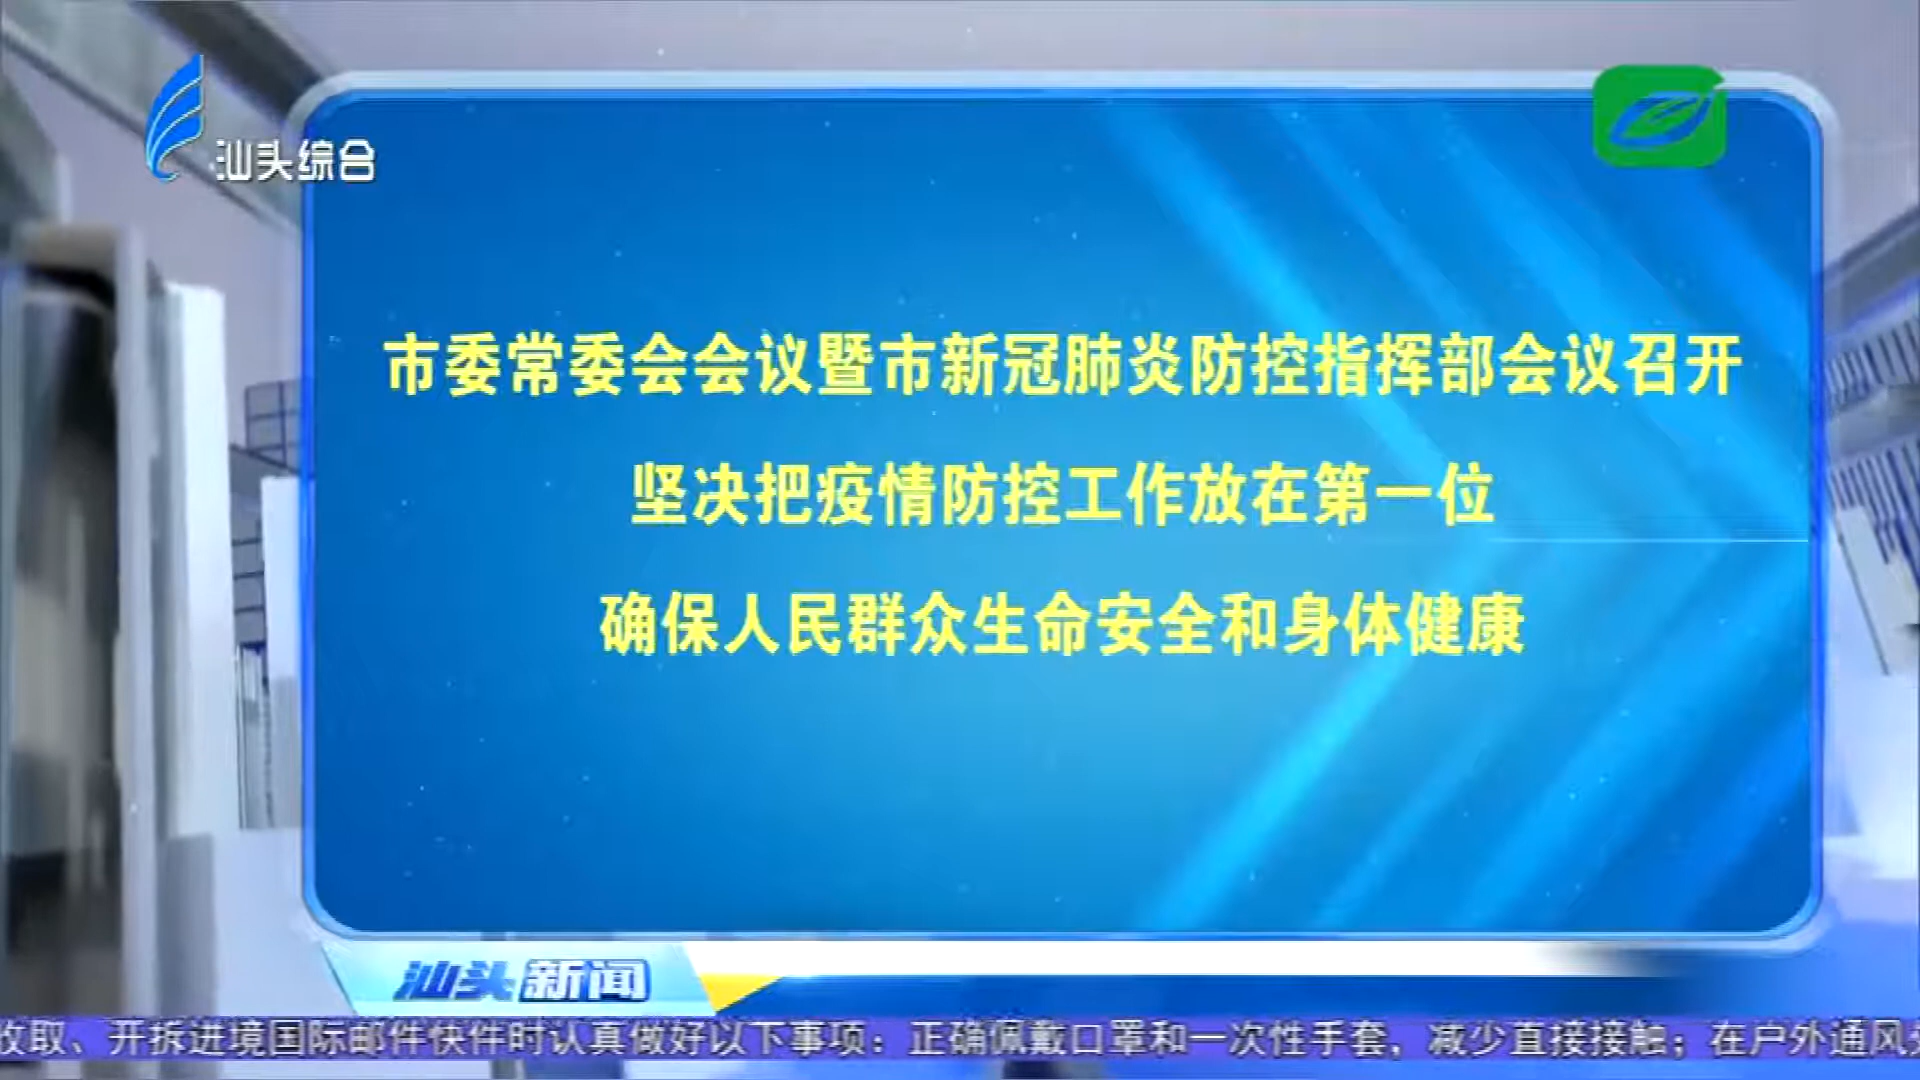 汕头综合
市委常委会会议暨市新冠肺炎防控指挥部会议召开
坚决把疫情防控工作放在第一位
确保人民群众生命安全和身体健康
汕头新闻
收取、开拆进境国际邮件快件时认真做好以下事项：正确佩戴口罩和一次性手套，减少直接接触；在户外通风